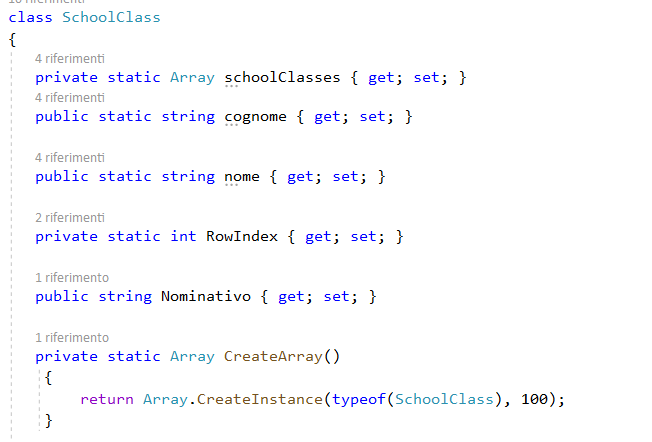 10 riferimenti
class SchoolClass
{
4 riferimenti
private static Array schoolClasses { get; set; }
4 riferimenti
public static string cognome { get; set; }
4 riferimenti
public static string nome { get; set; }
2 riferimenti
private static int RowIndex { get; set; }
1 riferimento
public string Nominativo { get; set; }
1 riferimento
private static Array CreateArray()
{
return Array.CreateInstance(typeof(SchoolClass), 100);
}